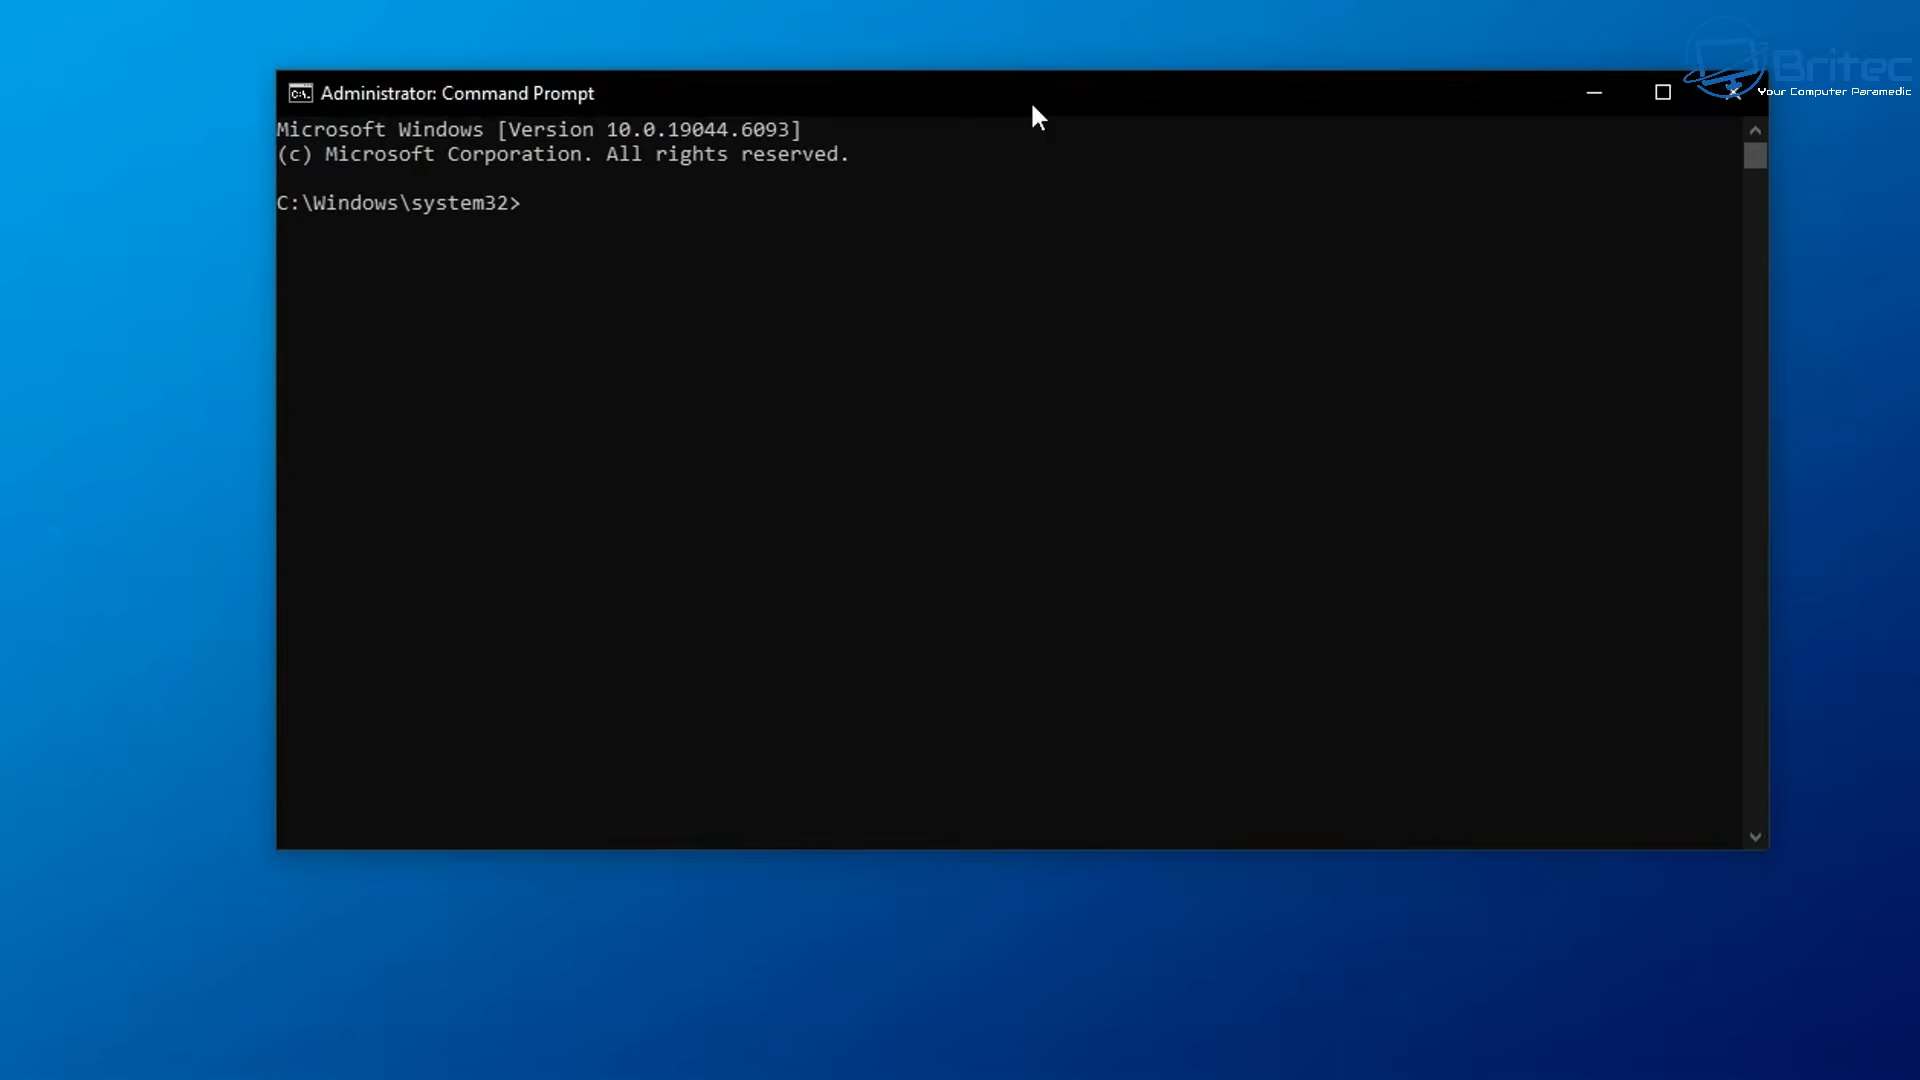 Britec
Your Computer Paramedic
Administrator: Command Prompt
Microsoft Windows [Version 10.0.19044.6093]
(c) Microsoft Corporation. All rights reserved.
C:\Windows\system32>